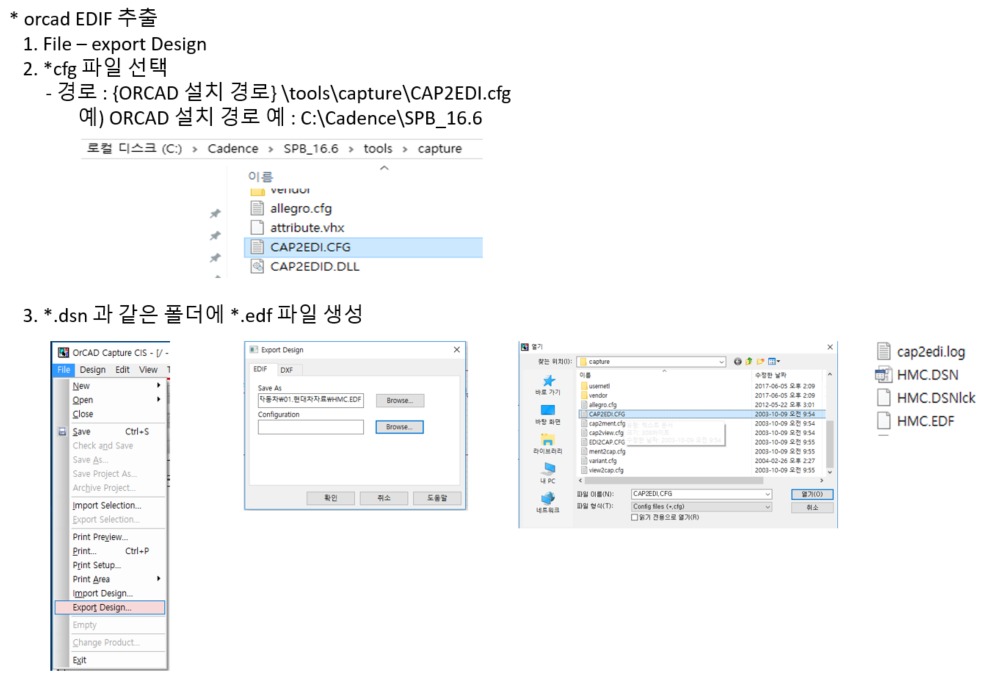 * orcad EDIF 추출
1. File – export Design
2. *cfg 파일 선택
- 경로 : {ORCAD 설치 경로} \tools\capture\CAP2EDI.cfg
예) ORCAD 설치 경로 예 : C:\Cadence\SPB_16.6
로컬 디스크 (C:) > Cadence > SPB_16.6 > tools > capture
이름
vendor
allegro.cfg
attribute.vhx
CAP2EDI.CFG
CAP2EDID.DLL
3. *.dsn 과 같은 폴더에 *.edf 파일 생성
OrCAD Capture CIS - [/ -
File Design Edit View
New
Open
Close
Save Ctrl+S
Check and Save
Save As...
Save Project As...
Archive Project...
Import Selection...
Export Selection...
Print Preview...
Print... Ctrl+P
Print Setup...
Print Area
Import Design...
Export Design...
Empty
Change Product...
Exit
Export Design
EDIF DXF
Save As
자동차₩01.현대차자료₩HMC.EDF Browse...
Configuration
Browse...
확인 취소 도움말
열기
찾는 위치(I): capture
바로 가기
바탕 화면
라이브러리
내 PC
네트워크
이름 수정한 날짜
usernetl 2017-06-05 오후 2:09
vendor 2017-06-05 오후 2:09
allegro.cfg 2012-05-22 오후 3:01
CAP2EDI.CFG 2003-10-09 오전 9:54
cap2ment.cfg 2003-10-09 오전 9:54
cap2view.cfg 2003-10-09 오전 9:54
EDI2CAP.CFG 2003-10-09 오전 9:55
ment2cap.cfg 2003-10-09 오전 9:55
variant.cfg 2004-02-26 오후 2:27
view2cap.cfg 2003-10-09 오전 9:55
파일 이름(N): CAP2EDI.CFG 열기(O)
파일 형식(T): Config files (*.cfg) 취소
읽기 전용으로 열기(R)
cap2edi.log
HMC.DSN
HMC.DSNlck
HMC.EDF